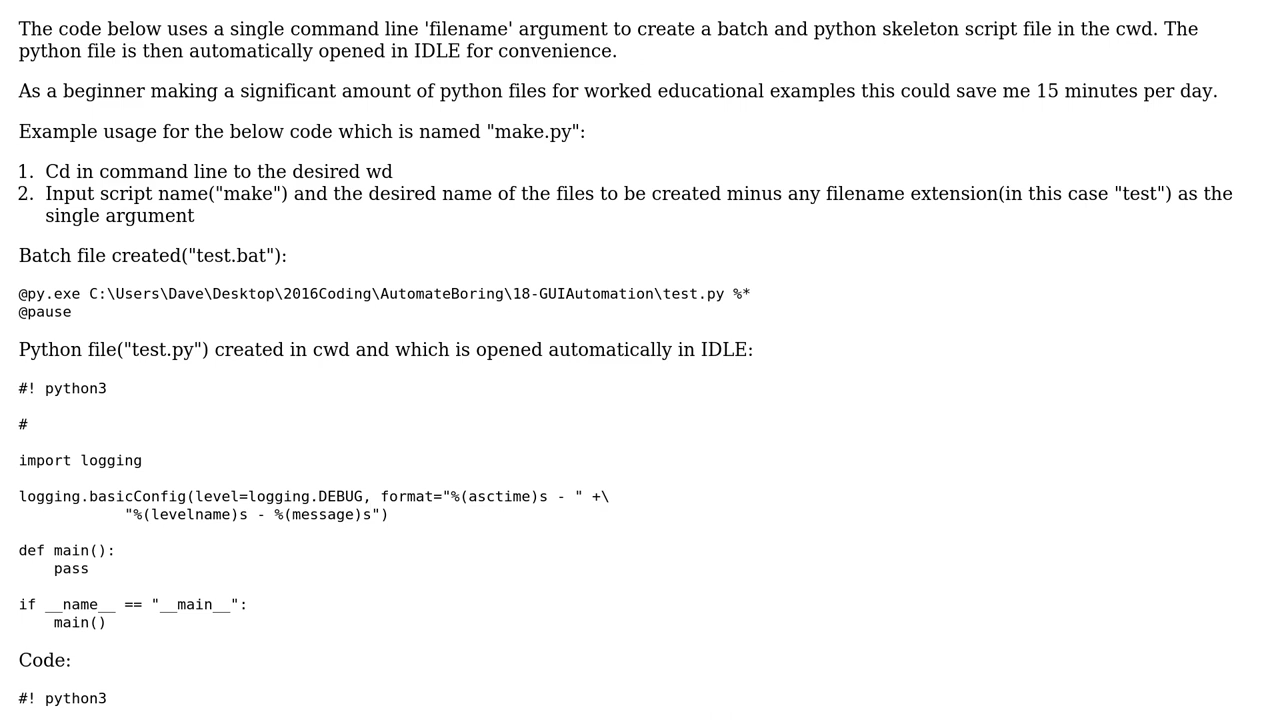 The code below uses a single command line 'filename' argument to create a batch and python skeleton script file in the cwd. The
python file is then automatically opened in IDLE for convenience.
As a beginner making a significant amount of python files for worked educational examples this could save me 15 minutes per day.
Example usage for the below code which is named "make.py":
1. Cd in command line to the desired wd
2. Input script name("make") and the desired name of the files to be created minus any filename extension(in this case "test") as the
single argument
Batch file created("test.bat"):
@py.exe C:\Users\Dave\Desktop\2016Coding\AutomateBoring\18-GUIAutomation\test.py %*
@pause
Python file("test.py") created in cwd and which is opened automatically in IDLE:
#! python3
#
import logging
logging.basicConfig(level=logging.DEBUG, format="%(asctime)s - " +\
            "%(levelname)s - %(message)s")
def main():
    pass
if __name__ == "__main__":
    main()
Code:
#! python3